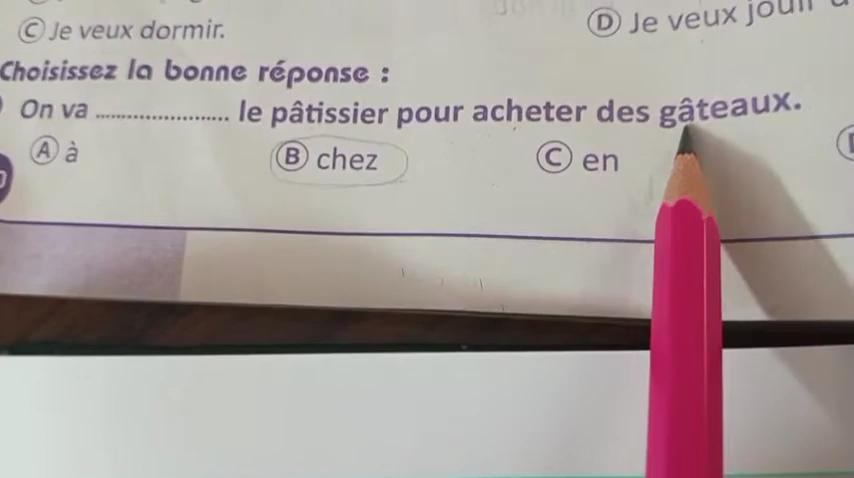 Ⓒ Je veux dormir.
Ⓓ Je veux
Choisissez la bonne réponse :
On va ........................ le pâtissier pour acheter des gâteaux.
Ⓐ à Ⓑ chez Ⓒ en